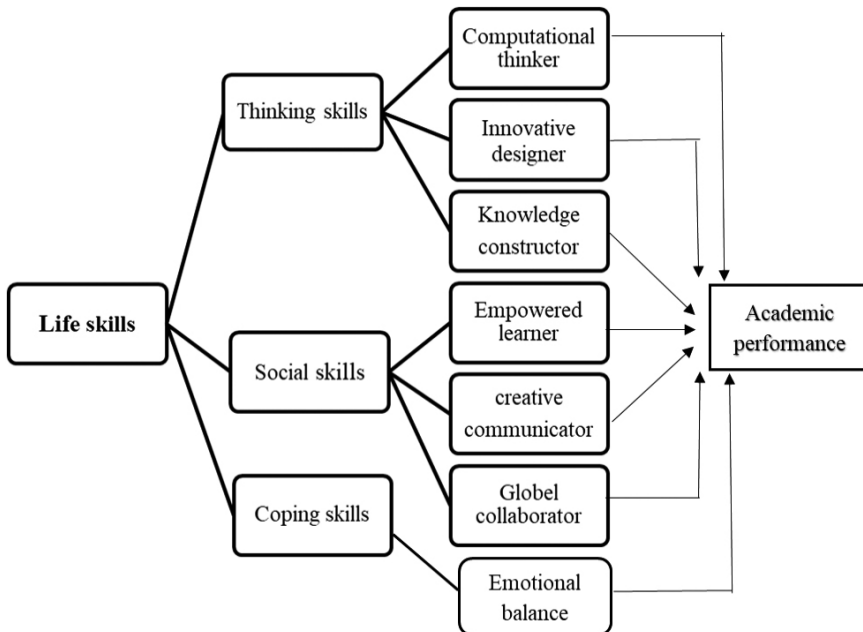 Life skills
Thinking skills
Social skills
Coping skills
Computational
thinker
Innovative
designer
Knowledge
constructor
Empowered
learner
creative
communicator
Globel
collaborator
Emotional
balance
Academic
performance